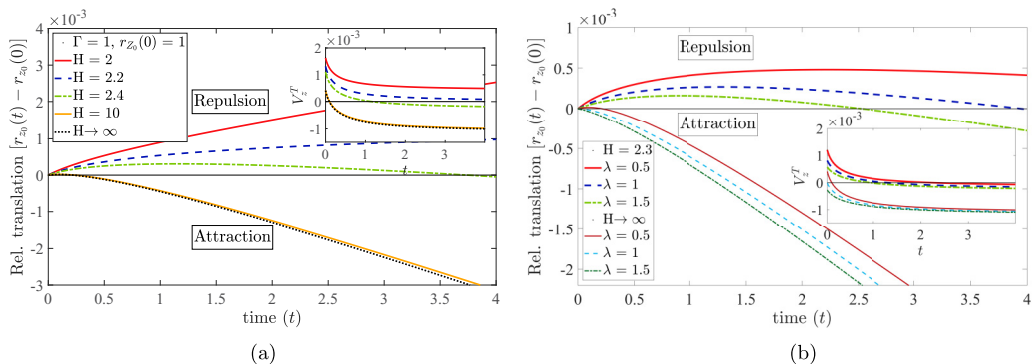 ×10⁻³
4
3
2
1
0
-1
-2
-3
Rel. translation [r_{z_0}(t) − r_{z_0}(0)]
Γ = 1, r_{Z_0}(0) = 1
H = 2
H = 2.2
H = 2.4
H = 10
H→ ∞
Repulsion
Attraction
×10⁻³
2
1
0
-1
V_z^T
0 1 2 3
t
0 0.5 1 1.5 2 2.5 3 3.5 4
time (t)
(a)
×10⁻³
1
0.5
0
-0.5
-1
-1.5
-2
Rel. translation [r_{z_0}(t) − r_{z_0}(0)]
Repulsion
Attraction
H = 2.3
λ = 0.5
λ = 1
λ = 1.5
H→ ∞
λ = 0.5
λ = 1
λ = 1.5
×10⁻³
2
1
0
-1
V_z^T
0 1 2 3
t
0 0.5 1 1.5 2 2.5 3 3.5 4
time (t)
(b)